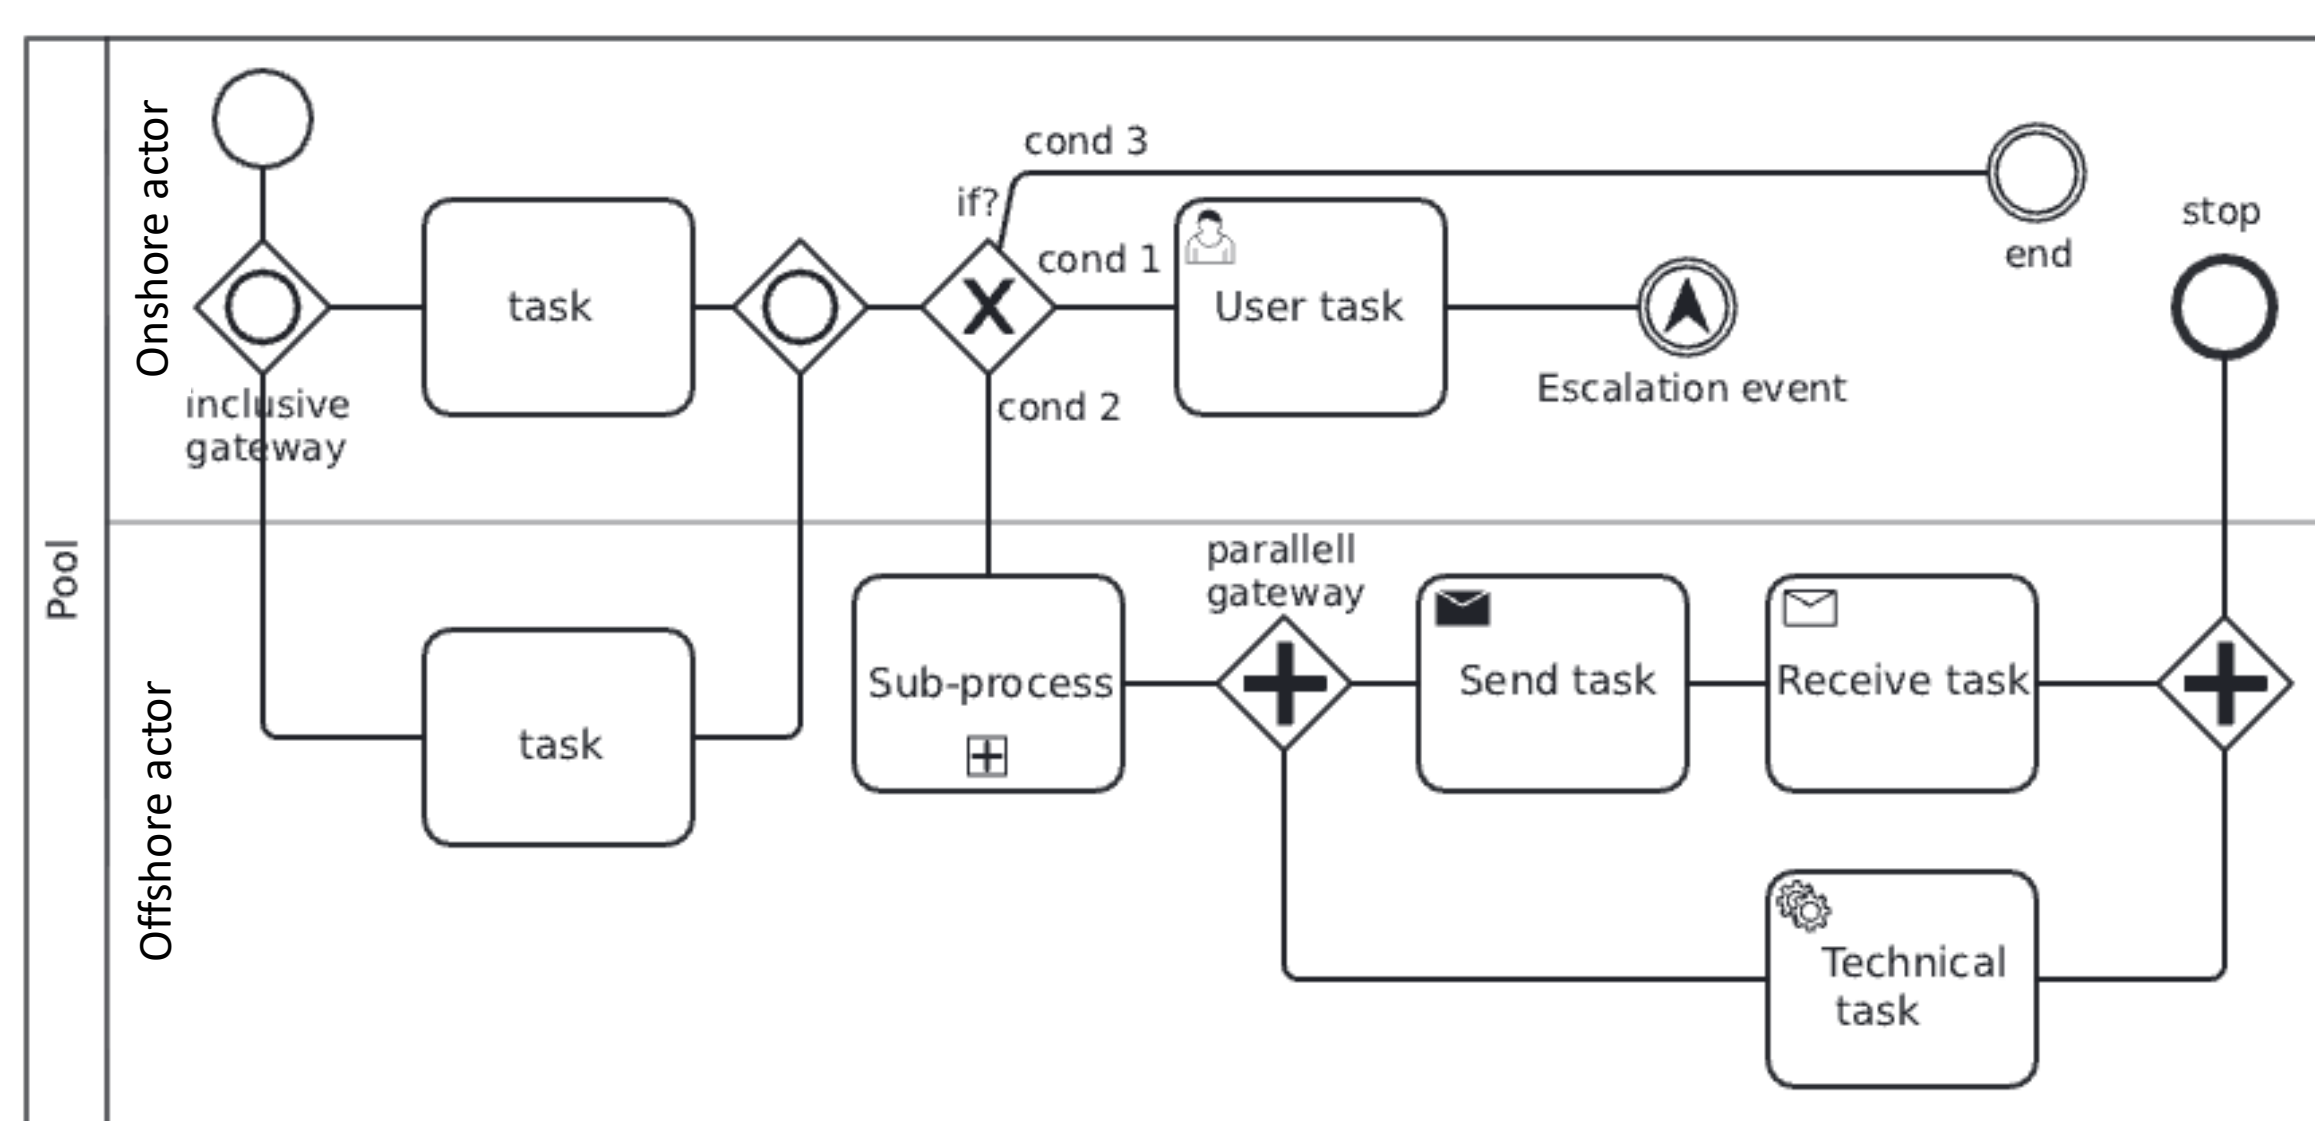 Pool
Onshore actor
cond 3
if?
cond 1
stop
end
task
User task
Escalation event
inclusive
gateway
cond 2
Offshore actor
parallell
gateway
Sub-process
Send task
Receive task
task
Technical
task